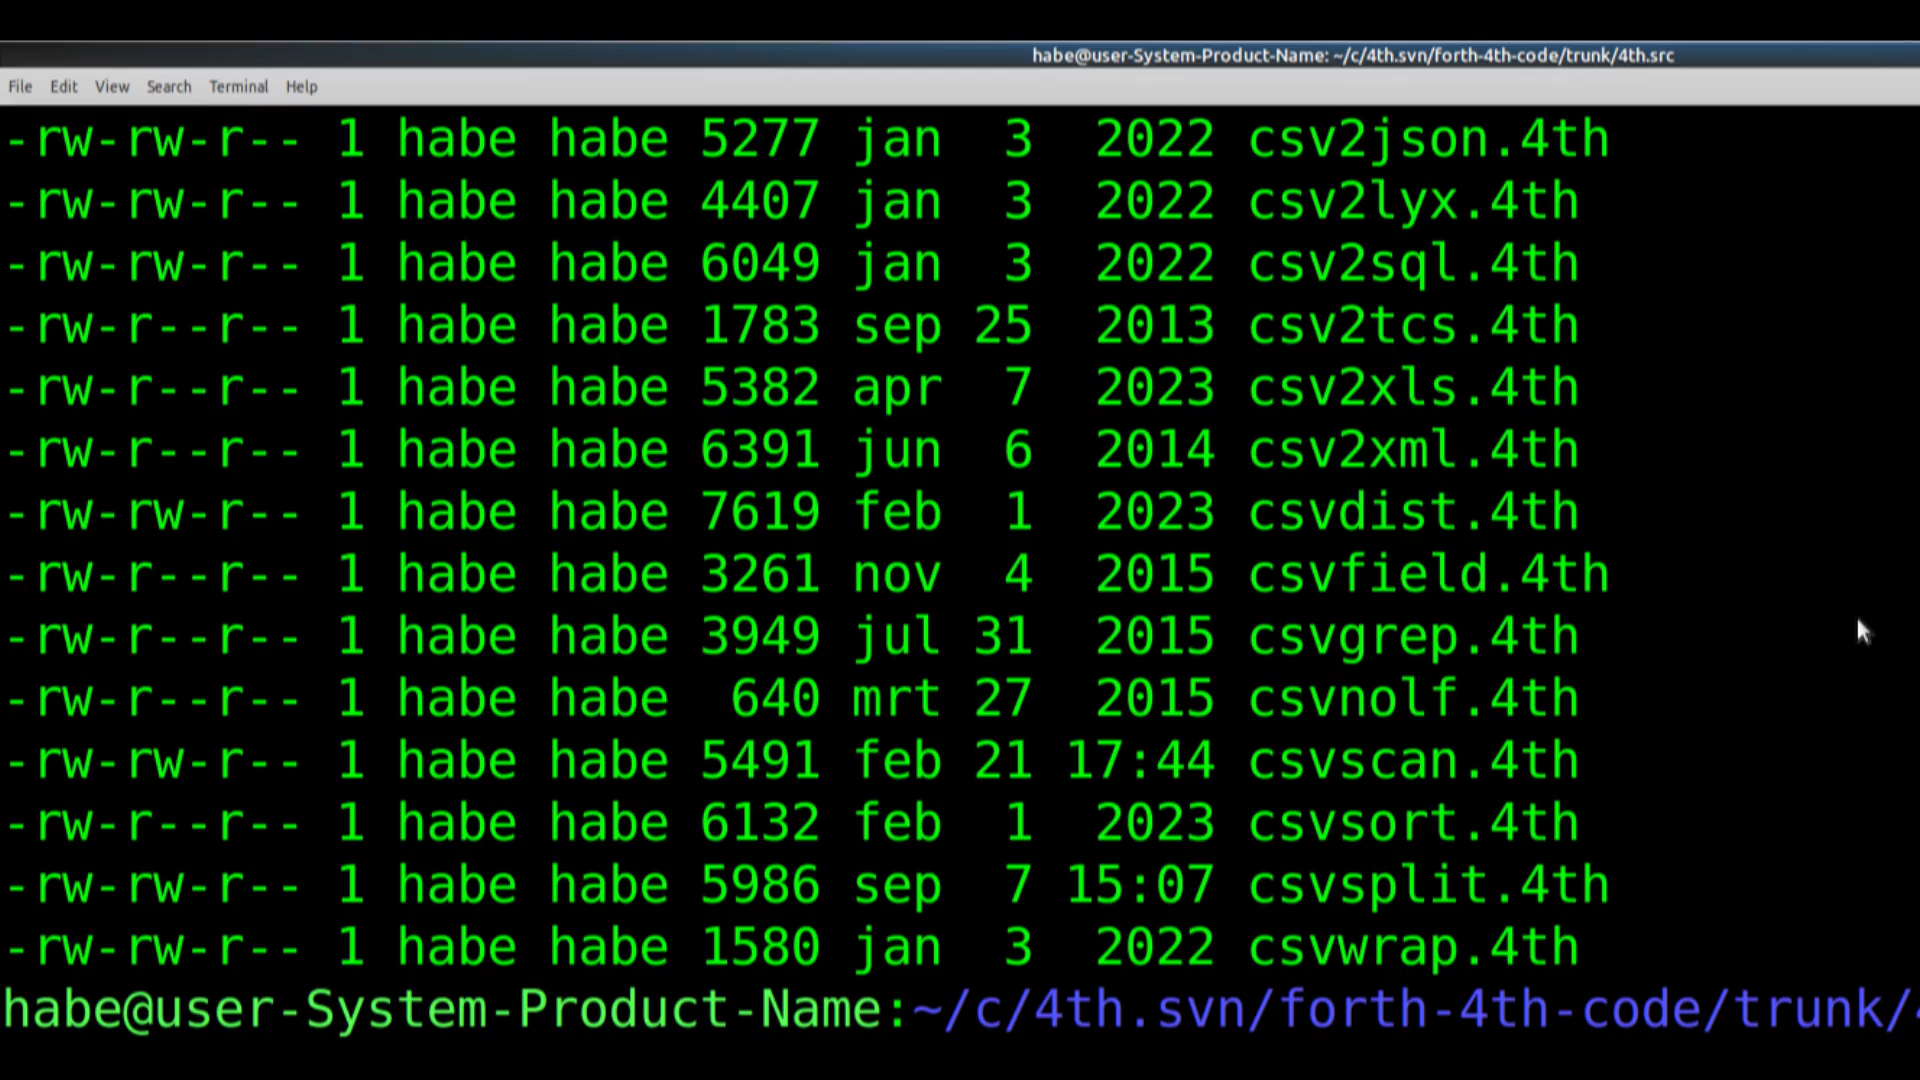 habe@user-System-Product-Name: ~/c/4th.svn/forth-4th-code/trunk/4th.src
File Edit View Search Terminal Help
-rw-rw-r-- 1 habe habe 5277 jan  3  2022 csv2json.4th
-rw-rw-r-- 1 habe habe 4407 jan  3  2022 csv2lyx.4th
-rw-rw-r-- 1 habe habe 6049 jan  3  2022 csv2sql.4th
-rw-r--r-- 1 habe habe 1783 sep 25  2013 csv2tcs.4th
-rw-r--r-- 1 habe habe 5382 apr  7  2023 csv2xls.4th
-rw-r--r-- 1 habe habe 6391 jun  6  2014 csv2xml.4th
-rw-rw-r-- 1 habe habe 7619 feb  1  2023 csvdist.4th
-rw-r--r-- 1 habe habe 3261 nov  4  2015 csvfield.4th
-rw-r--r-- 1 habe habe 3949 jul 31  2015 csvgrep.4th
-rw-r--r-- 1 habe habe  640 mrt 27  2015 csvnolf.4th
-rw-rw-r-- 1 habe habe 5491 feb 21 17:44 csvscan.4th
-rw-r--r-- 1 habe habe 6132 feb  1  2023 csvsort.4th
-rw-rw-r-- 1 habe habe 5986 sep  7 15:07 csvsplit.4th
-rw-rw-r-- 1 habe habe 1580 jan  3  2022 csvwrap.4th
habe@user-System-Product-Name:~/c/4th.svn/forth-4th-code/trunk/